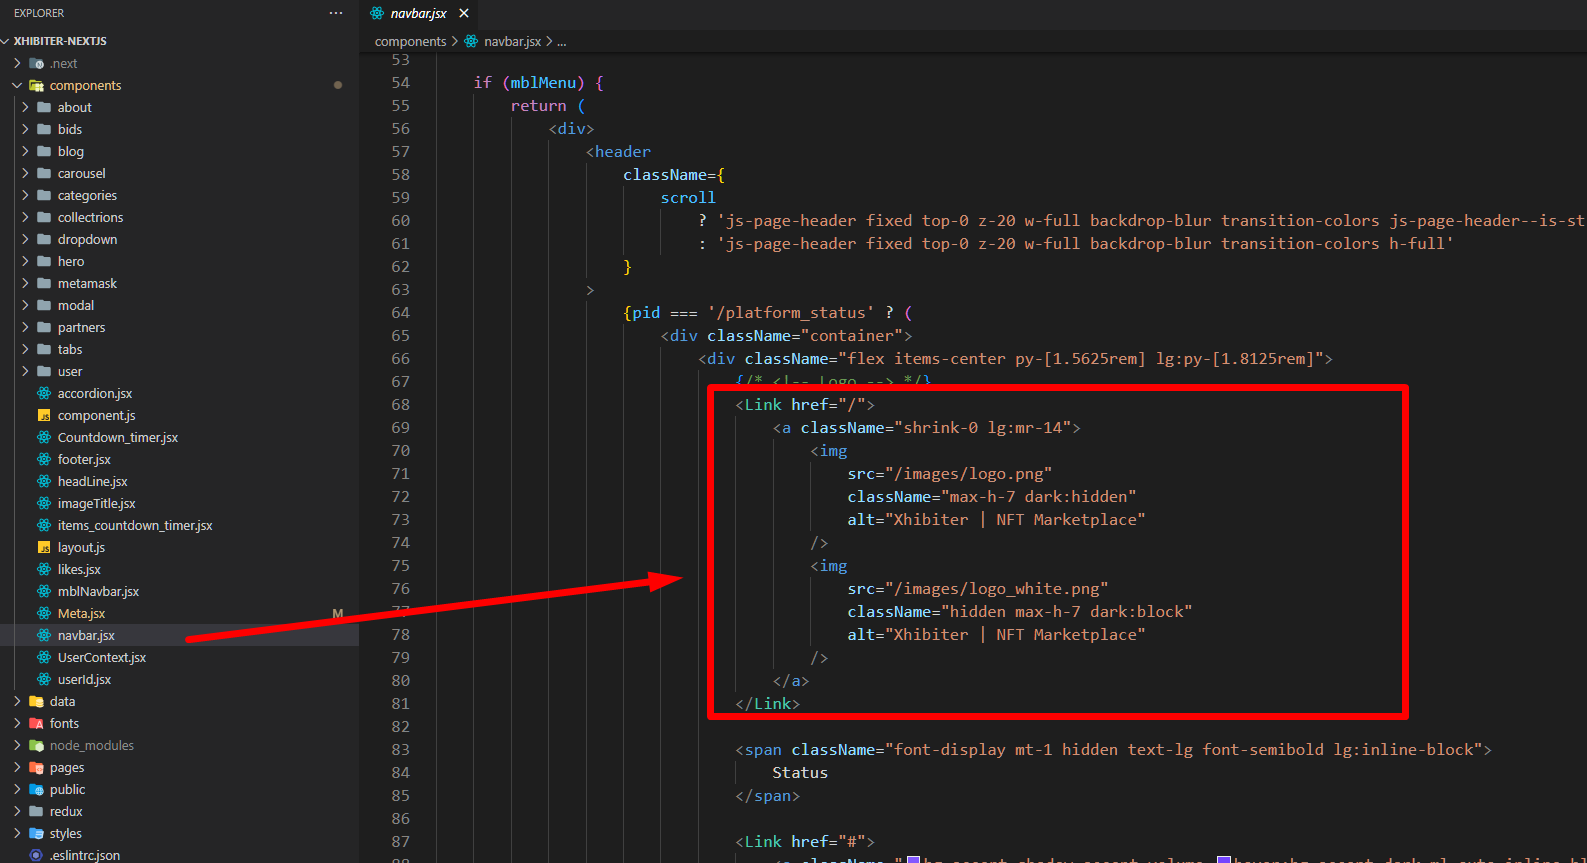 EXPLORER
XHIBITER-NEXTJS
.next
components
about
bids
blog
carousel
categories
collectrions
dropdown
hero
metamask
modal
partners
tabs
user
accordion.jsx
JS component.js
Countdown_timer.jsx
footer.jsx
headLine.jsx
imageTitle.jsx
items_countdown_timer.jsx
JS layout.js
likes.jsx
mblNavbar.jsx
Meta.jsx M
navbar.jsx
UserContext.jsx
userId.jsx
data
fonts
node_modules
pages
public
redux
styles
.eslintrc.json
navbar.jsx
components > navbar.jsx > ...
53
54 if (mblMenu) {
55 return (
56 <div>
57 <header
58 className={
59 scroll
60 ? 'js-page-header fixed top-0 z-20 w-full backdrop-blur transition-colors js-page-header--is-st
61 : 'js-page-header fixed top-0 z-20 w-full backdrop-blur transition-colors h-full'
62 }
63 >
64 {pid === '/platform_status' ? (
65 <div className="container">
66 <div className="flex items-center py-[1.5625rem] lg:py-[1.8125rem]">
67 {/* <!-- Logo --> */}
68 <Link href="/">
69 <a className="shrink-0 lg:mr-14">
70 <img
71 src="/images/logo.png"
72 className="max-h-7 dark:hidden"
73 alt="Xhibiter | NFT Marketplace"
74 />
75 <img
76 src="/images/logo_white.png"
77 className="hidden max-h-7 dark:block"
78 alt="Xhibiter | NFT Marketplace"
79 />
80 </a>
81 </Link>
82
83 <span className="font-display mt-1 hidden text-lg font-semibold lg:inline-block">
84 Status
85 </span>
86
87 <Link href="#">